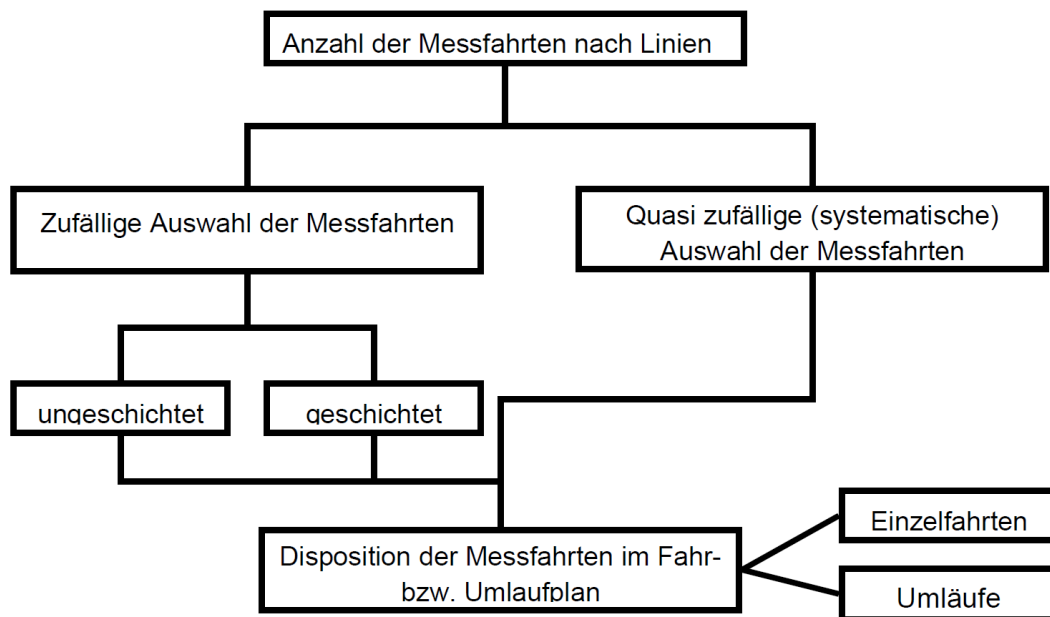 Anzahl der Messfahrten nach Linien
Zufällige Auswahl der Messfahrten
Quasi zufällige (systematische)
Auswahl der Messfahrten
ungeschichtet
geschichtet
Disposition der Messfahrten im Fahr-
bzw. Umlaufplan
Einzelfahrten
Umläufe